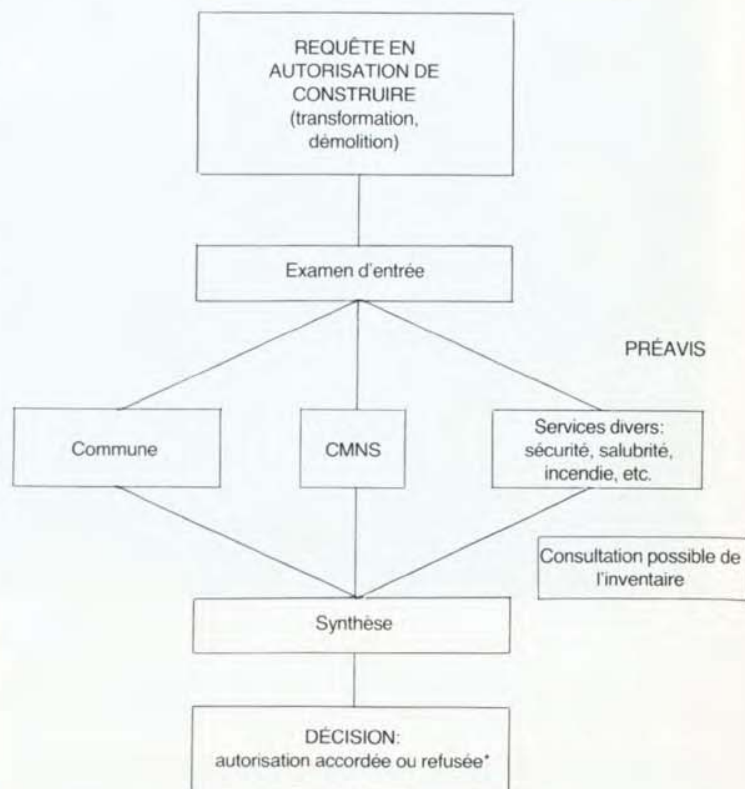 REQUÊTE EN
AUTORISATION DE
CONSTRUIRE
(transformation,
démolition)
Examen d'entrée
PRÉAVIS
Commune
CMNS
Services divers:
sécurité, salubrité,
incendie, etc.
Consultation possible de
l'inventaire
Synthèse
DÉCISION:
autorisation accordée ou refusée*